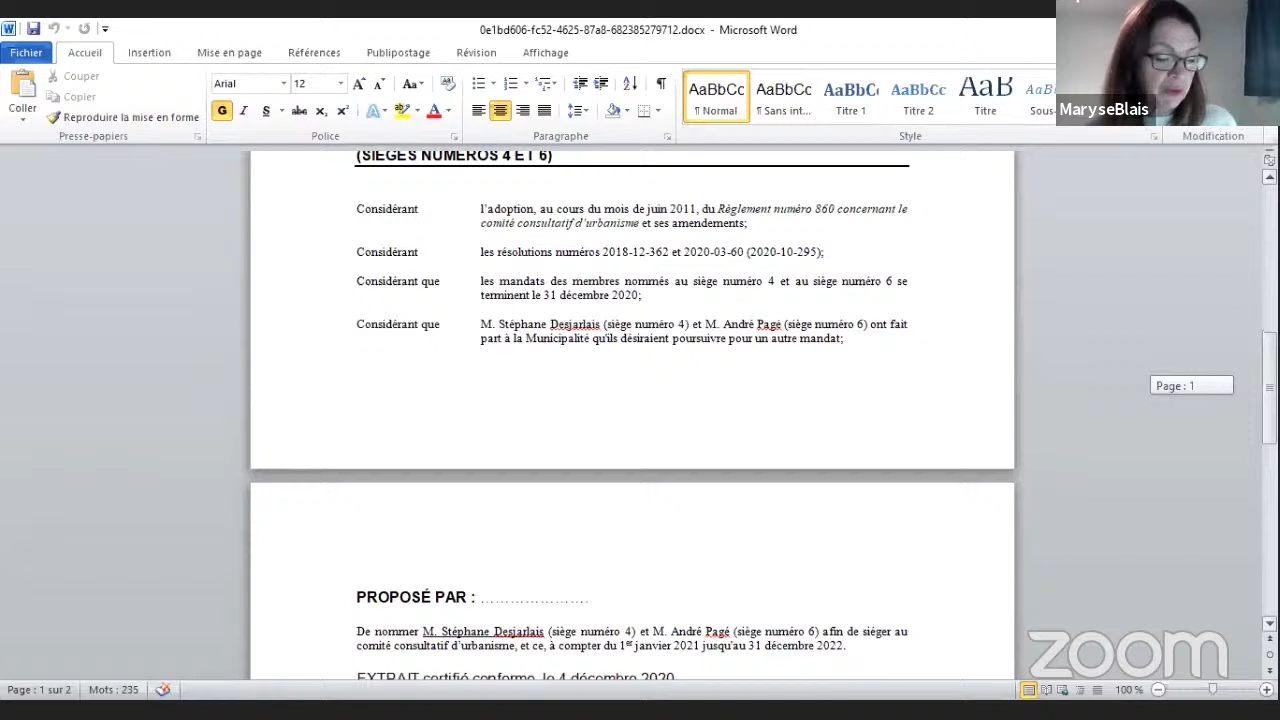 0e1bd606-fc52-4625-87a8-682385279712.docx - Microsoft Word
Fichier Accueil Insertion Mise en page Références Publipostage Révision Affichage
Coller
Couper
Copier
Reproduire la mise en forme
Presse-papiers
Arial 12
Aa
G I S abc x₂ x² A ab A
Police
Paragraphe
AaBbCc AaBbCc AaBbC AaBbCc AaB AaBb
¶ Normal ¶ Sans int... Titre 1 Titre 2 Titre Sous-
Style
Modification
MaryseBlais
(SIÈGES NUMÉROS 4 ET 6)
Considérant l'adoption, au cours du mois de juin 2011, du Règlement numéro 860 concernant le
comité consultatif d'urbanisme et ses amendements;
Considérant les résolutions numéros 2018-12-362 et 2020-03-60 (2020-10-295);
Considérant que les mandats des membres nommés au siège numéro 4 et au siège numéro 6 se
terminent le 31 décembre 2020;
Considérant que M. Stéphane Desjarlais (siège numéro 4) et M. André Pagé (siège numéro 6) ont fait
part à la Municipalité qu'ils désiraient poursuivre pour un autre mandat;
Page : 1
PROPOSÉ PAR : ………………….
De nommer M. Stéphane Desjarlais (siège numéro 4) et M. André Pagé (siège numéro 6) afin de siéger au
comité consultatif d'urbanisme, et ce, à compter du 1er janvier 2021 jusqu'au 31 décembre 2022.
EXTRAIT certifié conforme, le 4 décembre 2020
zoom
Page : 1 sur 2 Mots : 235 100 %